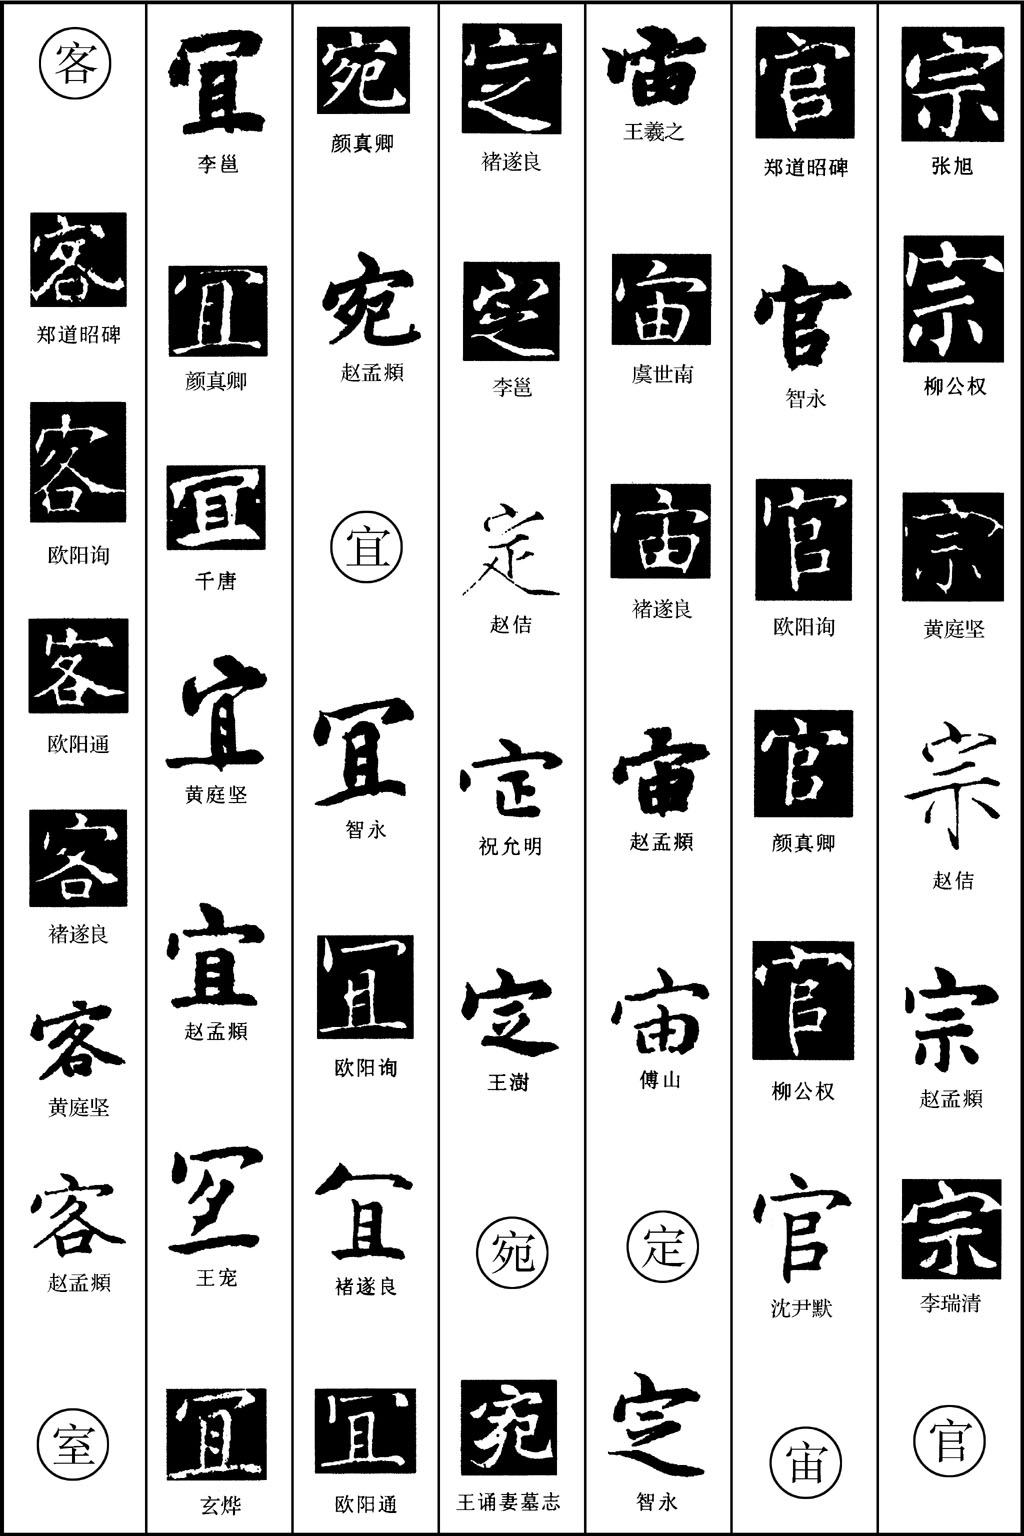 宗
张旭
宗
柳公权
宗
黄庭坚
宗
赵佶
宗
赵孟頫
宗
李瑞清
官
官
郑道昭碑
官
智永
官
欧阳询
官
颜真卿
官
柳公权
官
沈尹默
宙
宙
王羲之
宙
虞世南
宙
褚遂良
宙
赵孟頫
宙
傅山
定
定
智永
定
褚遂良
定
李邕
定
赵佶
定
祝允明
定
王澍
宛
宛
王诵妻墓志
宛
颜真卿
宛
赵孟頫
宜
宜
智永
宜
欧阳询
宜
褚遂良
宜
欧阳通
宜
李邕
宜
颜真卿
宜
千唐
宜
黄庭坚
宜
赵孟頫
宜
王宠
宜
玄烨
客
客
郑道昭碑
客
欧阳询
客
欧阳通
客
褚遂良
客
黄庭坚
客
赵孟頫
室